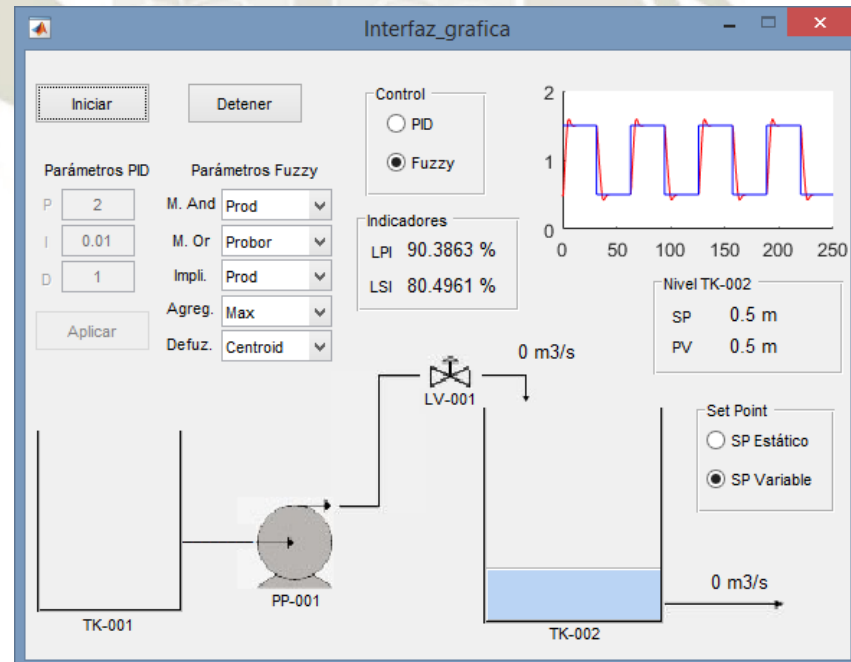 Interfaz_grafica
Iniciar
Detener
Control
PID
Fuzzy
2
1
0
0 50 100 150 200 250
Parámetros PID
P 2
I 0.01
D 1
Aplicar
Parámetros Fuzzy
M. And Prod
M. Or Probor
Impli. Prod
Agreg. Max
Defuz. Centroid
Indicadores
LPI 90.3863 %
LSI 80.4961 %
Nivel TK-002
SP 0.5 m
PV 0.5 m
0 m3/s
LV-001
Set Point
SP Estático
SP Variable
PP-001
TK-001
0 m3/s
TK-002